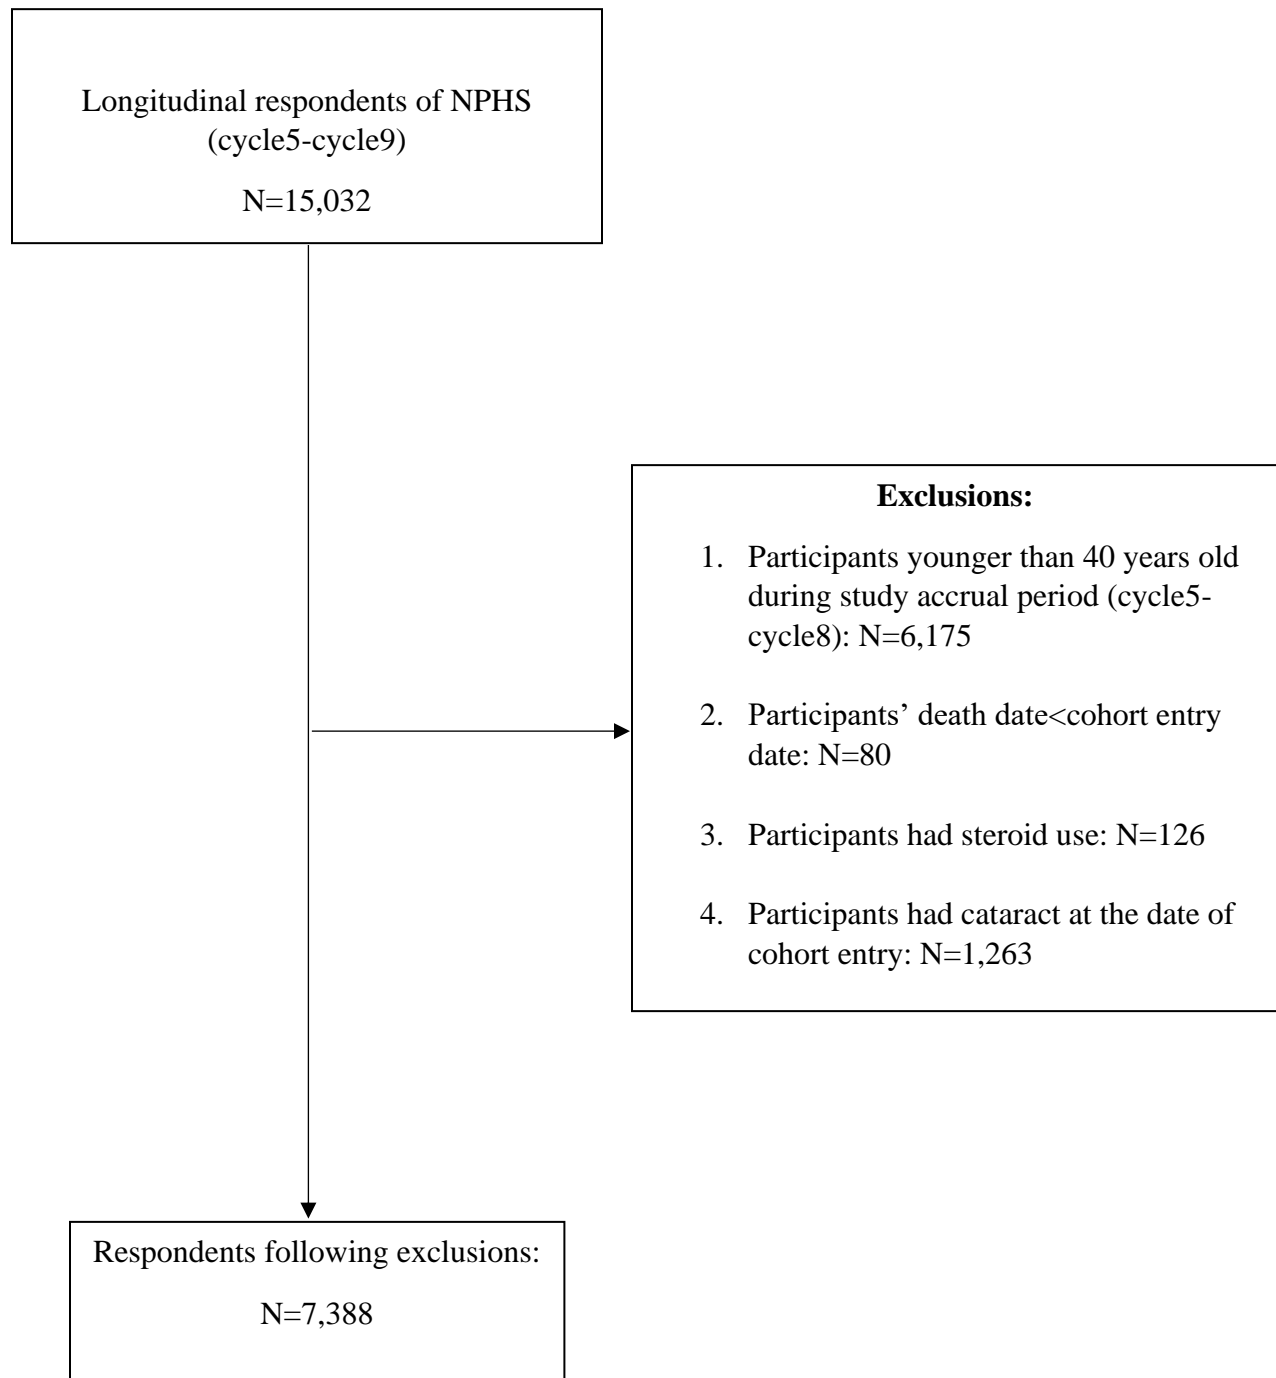 Longitudinal respondents of NPHS
(cycle5-cycle9)
N=15,032
Exclusions:
1. Participants younger than 40 years old
during study accrual period (cycle5-
cycle8): N=6,175
2. Participants’ death date<cohort entry
date: N=80
3. Participants had steroid use: N=126
4. Participants had cataract at the date of
cohort entry: N=1,263
Respondents following exclusions:
N=7,388